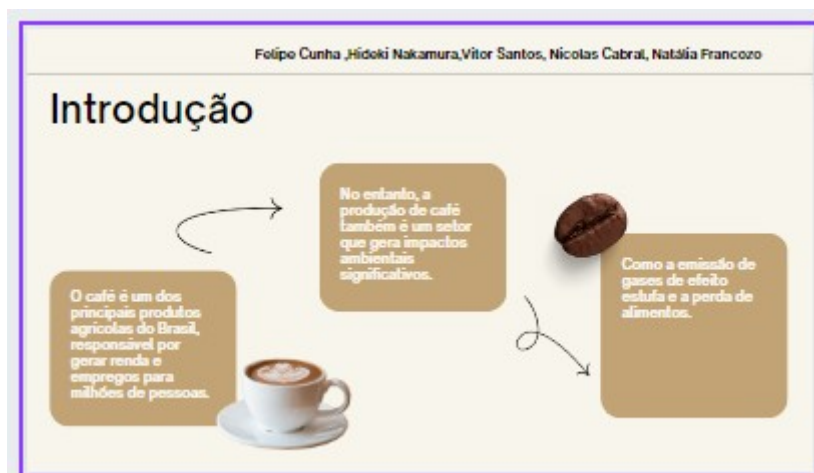 Felipe Cunha ,Hideki Nakamura,Vitor Santos, Nicolas Cabral, Natália Francozo
Introdução
O café é um dos
principais produtos
agrícolas do Brasil,
responsável por
gerar renda e
empregos para
milhões de pessoas.
No entanto, a
produção de café
também é um setor
que gera impactos
ambientais
significativos.
Como a emissão de
gases de efeito
estufa e a perda de
alimentos.